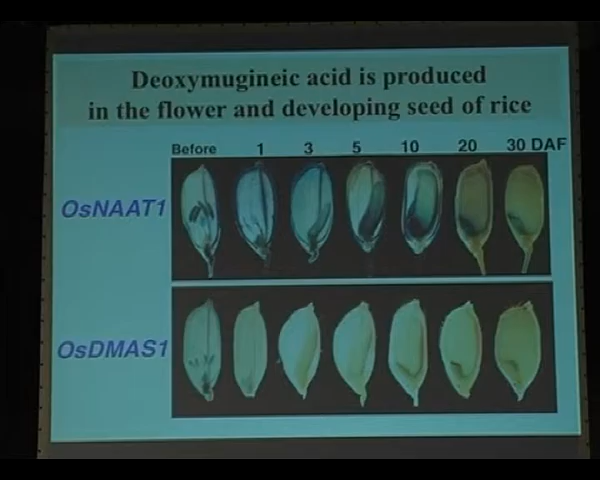 Deoxymugineic acid is produced
in the flower and developing seed of rice
Before 1 3 5 10 20 30 DAF
OsNAAT1
OsDMAS1